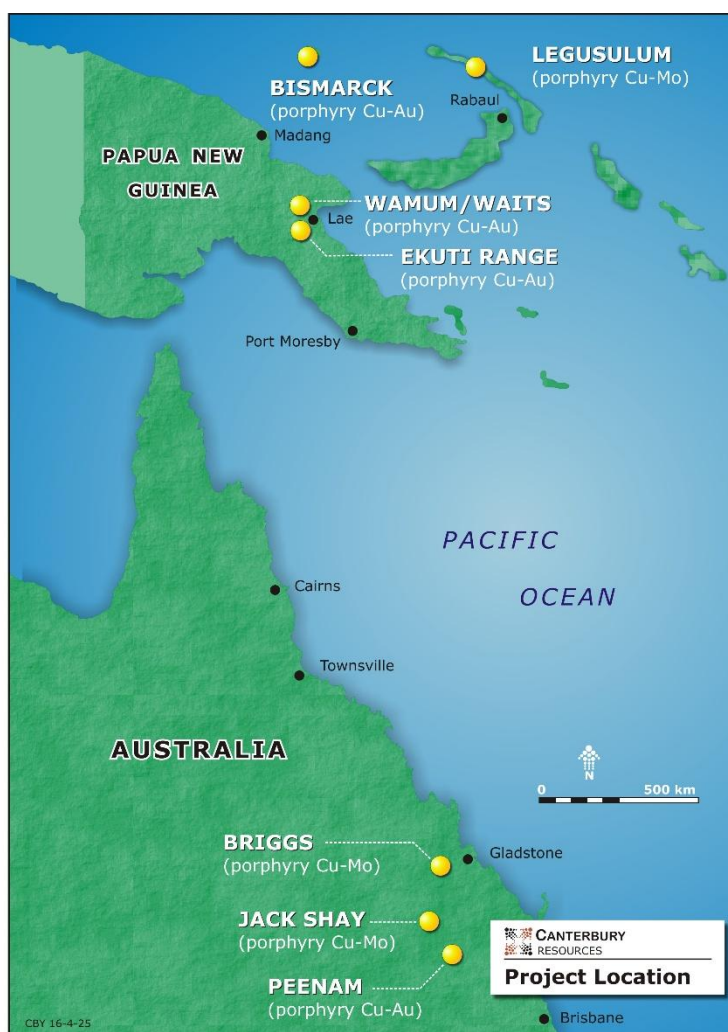 LEGUSULUM
(porphyry Cu-Mo)
BISMARCK
(porphyry Cu-Au)
Rabaul
Madang
PAPUA NEW
GUINEA
WAMUM/WAITS
(porphyry Cu-Au)
Lae
EKUTI RANGE
(porphyry Cu-Au)
Port Moresby
PACIFIC
OCEAN
Cairns
Townsville
AUSTRALIA
N
0 500 km
BRIGGS
(porphyry Cu-Mo)
Gladstone
JACK SHAY
(porphyry Cu-Mo)
PEENAM
(porphyry Cu-Au)
CANTERBURY
RESOURCES
Project Location
Brisbane
CBY 16-4-25